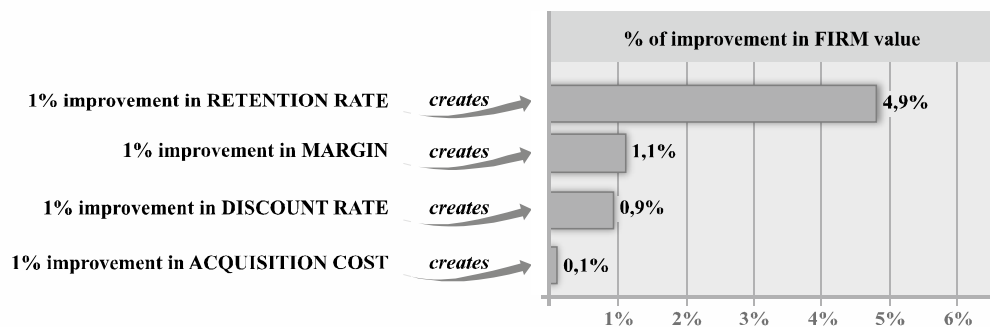 % of improvement in FIRM value
1% improvement in RETENTION RATE creates 4,9%
1% improvement in MARGIN creates 1,1%
1% improvement in DISCOUNT RATE creates 0,9%
1% improvement in ACQUISITION COST creates 0,1%
1% 2% 3% 4% 5% 6%